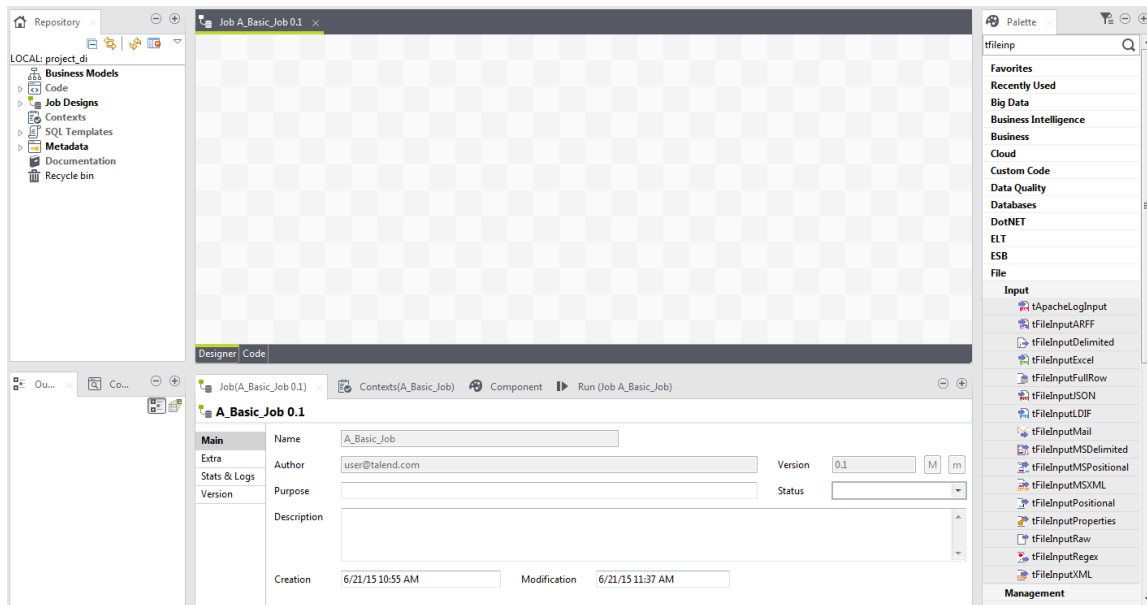 Repository
LOCAL: project_di
Business Models
Code
Job Designs
Contexts
SQL Templates
Metadata
Documentation
Recycle bin
Ou...
Co...
Job A_Basic_Job 0.1
Designer
Code
Job(A_Basic_Job 0.1)
Contexts(A_Basic_Job)
Component
Run (Job A_Basic_Job)
A_Basic_Job 0.1
Main
Extra
Stats & Logs
Version
Name
A_Basic_Job
Author
user@talend.com
Version
0.1
M
m
Purpose
Status
Description
Creation
6/21/15 10:55 AM
Modification
6/21/15 11:37 AM
Palette
tfileinp
Favorites
Recently Used
Big Data
Business Intelligence
Business
Cloud
Custom Code
Data Quality
Databases
DotNET
ELT
ESB
File
Input
tApacheLogInput
tFileInputARFF
tFileInputDelimited
tFileInputExcel
tFileInputFullRow
tFileInputJSON
tFileInputLDIF
tFileInputMail
tFileInputMSDelimited
tFileInputMSPositional
tFileInputMSXML
tFileInputPositional
tFileInputProperties
tFileInputRaw
tFileInputRegex
tFileInputXML
Management